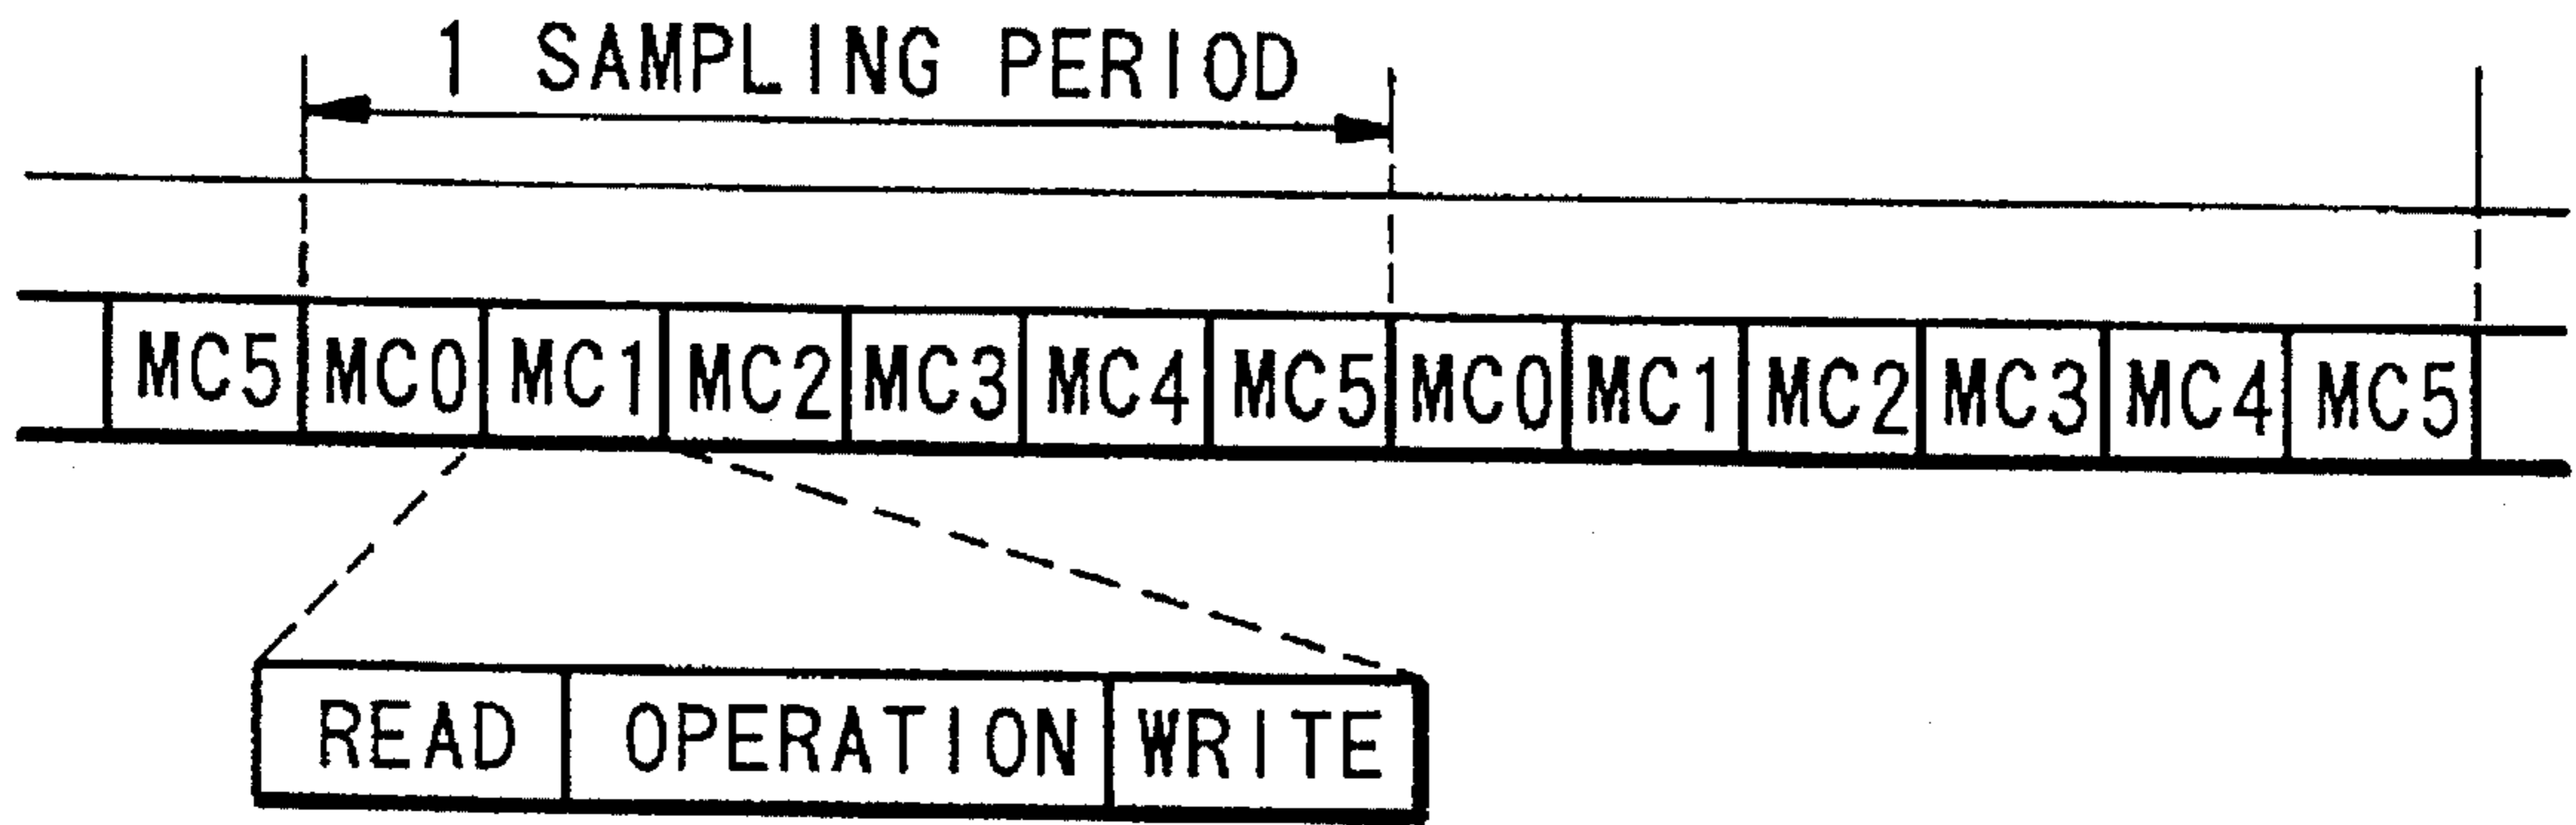 1 SAMPLING PERIOD
MC5 MC0 MC1 MC2 MC3 MC4 MC5 MC0 MC1 MC2 MC3 MC4 MC5
READ OPERATION WRITE